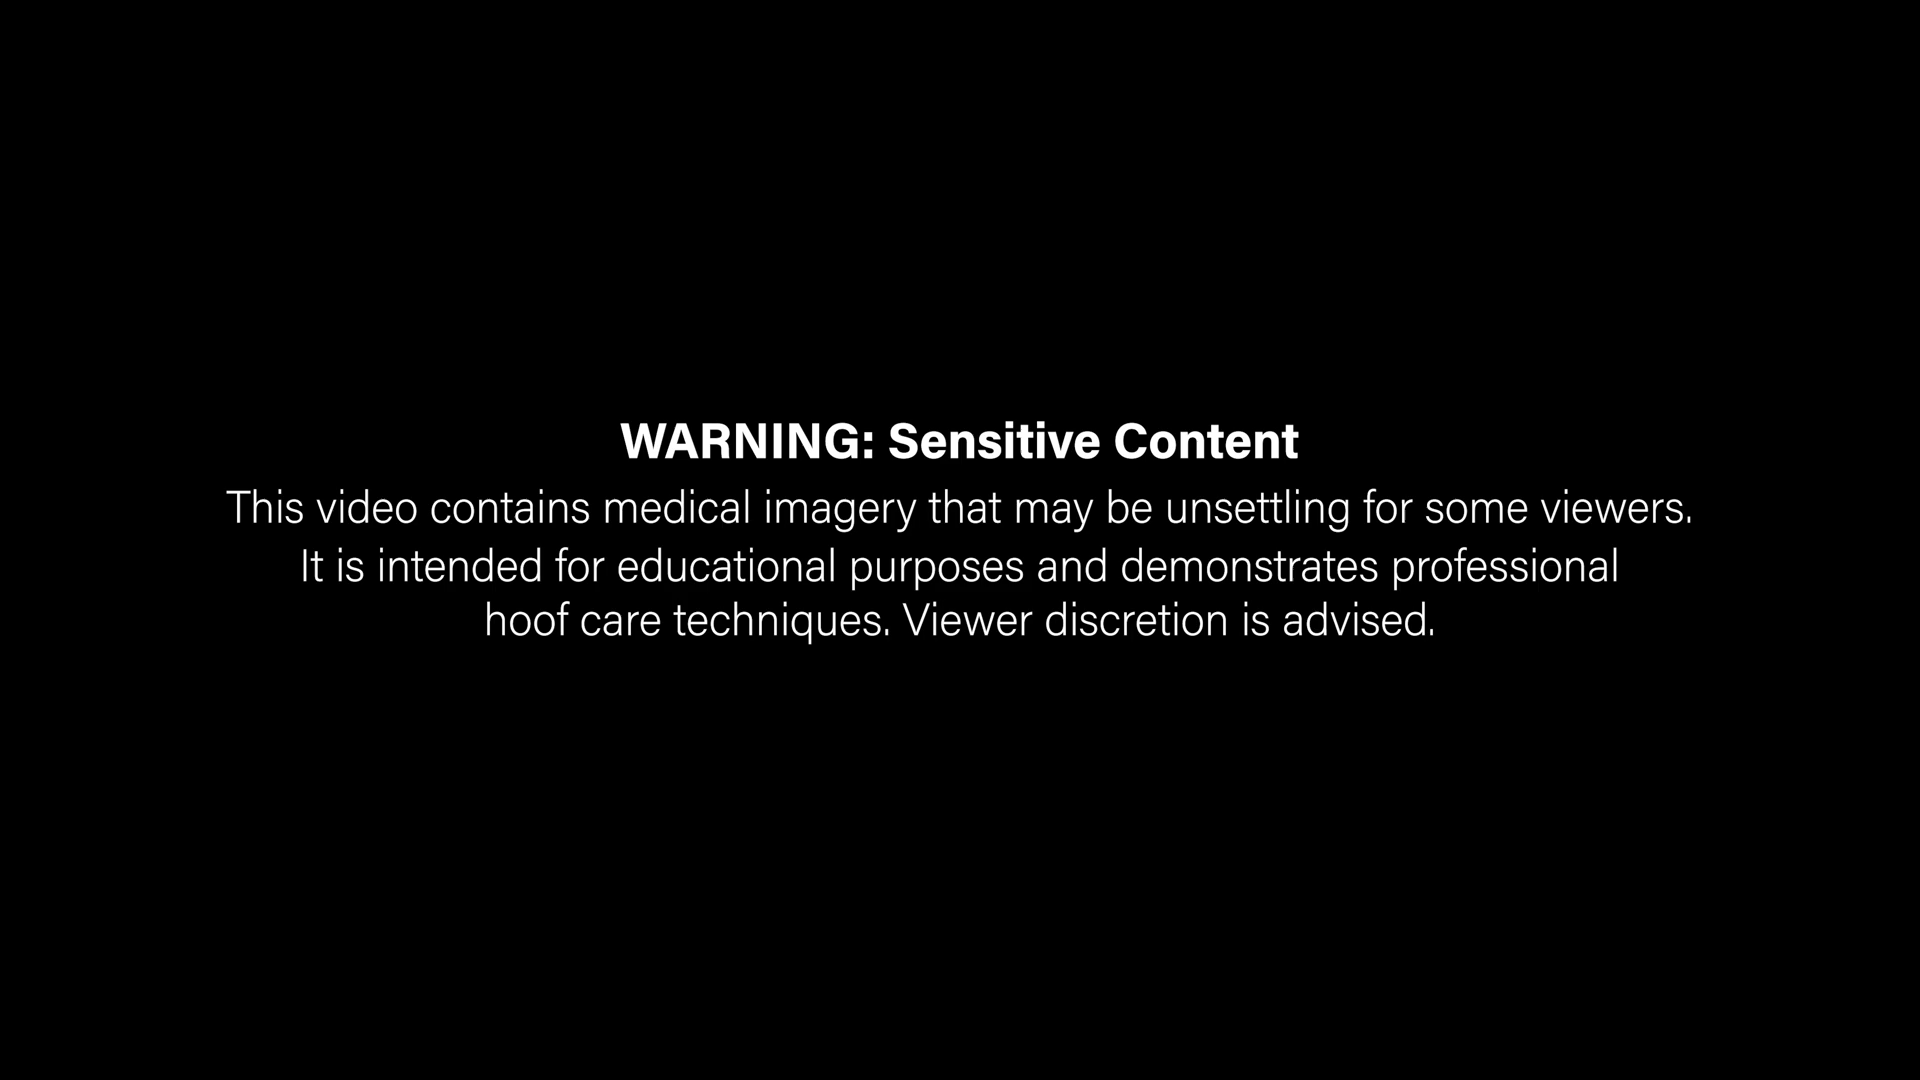 WARNING: Sensitive Content
This video contains medical imagery that may be unsettling for some viewers.
It is intended for educational purposes and demonstrates professional
hoof care techniques. Viewer discretion is advised.